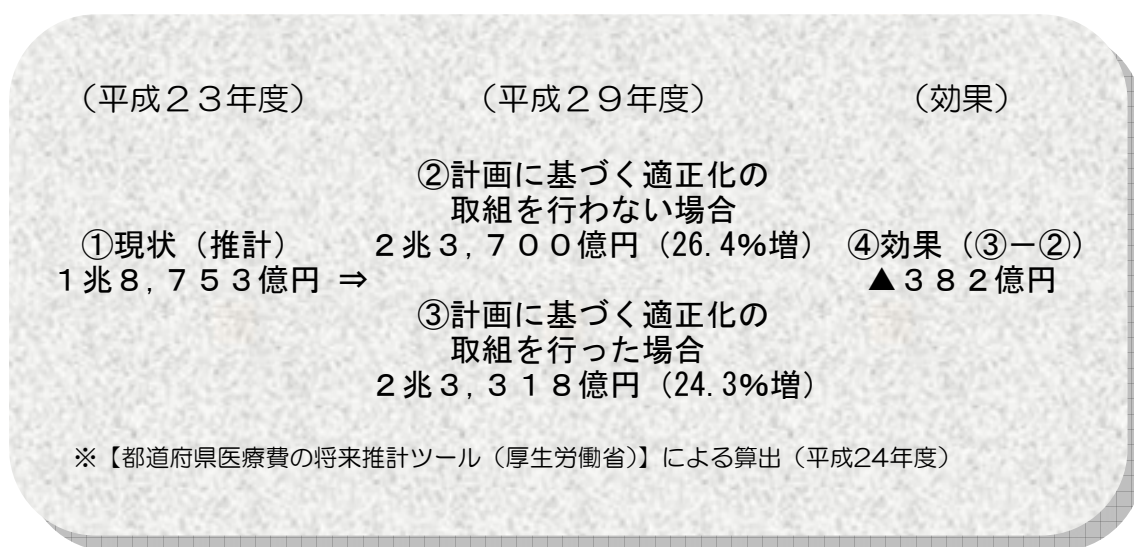 （平成２３年度）
（平成２９年度）
（効果）
②計画に基づく適正化の
取組を行わない場合
①現状（推計）
２兆３,７００億円（26.4%増）
④効果（③－②）
１兆８,７５３億円 ⇒
▲３８２億円
③計画に基づく適正化の
取組を行った場合
２兆３,３１８億円（24.3%増）
※【都道府県医療費の将来推計ツール（厚生労働省）】による算出（平成24年度）